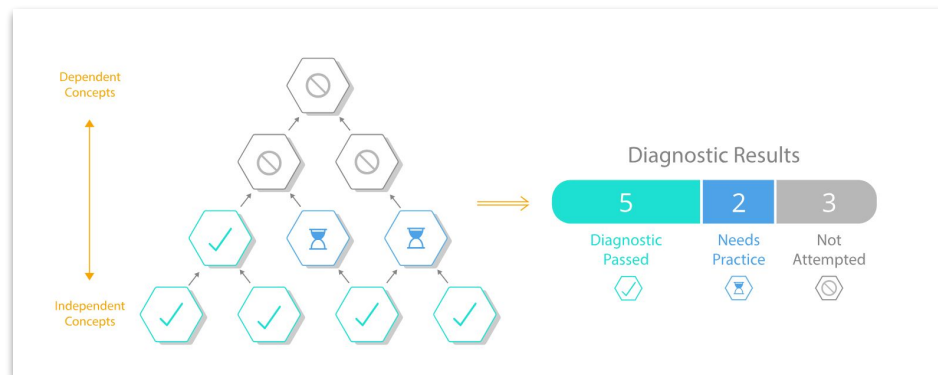 Dependent
Concepts
Independent
Concepts
Diagnostic Results
5
2
3
Diagnostic
Passed
Needs
Practice
Not
Attempted